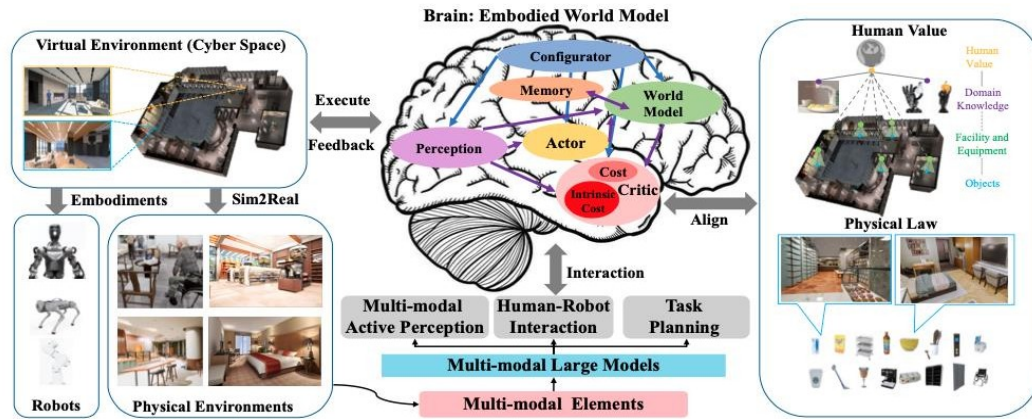 Brain: Embodied World Model
Virtual Environment (Cyber Space)
Embodiments
Sim2Real
Robots
Physical Environments
Execute
Feedback
Configurator
Memory
World
Model
Perception
Actor
Cost
Critic
Intrinsic
Cost
Interaction
Align
Multi-modal
Active Perception
Human-Robot
Interaction
Task
Planning
Multi-modal Large Models
Multi-modal Elements
Human Value
Human
Value
Domain
Knowledge
Facility and
Equipment
Objects
Physical Law